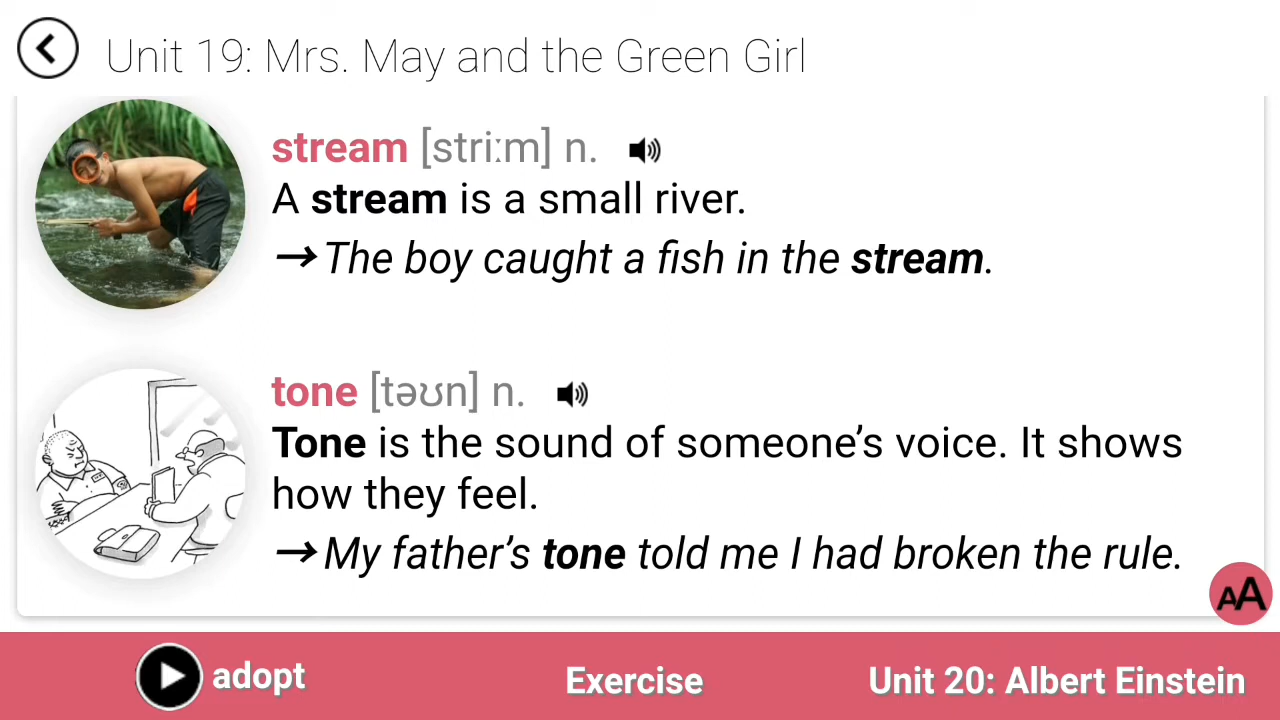 Unit 19: Mrs. May and the Green Girl
stream [striːm] n.
A stream is a small river.
→ The boy caught a fish in the stream.
tone [təʊn] n.
Tone is the sound of someone’s voice. It shows
how they feel.
→ My father’s tone told me I had broken the rule.
AA
adopt
Exercise
Unit 20: Albert Einstein